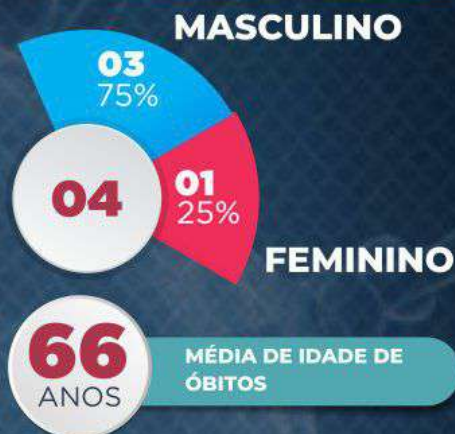 MASCULINO
03
75%
04
01
25%
FEMININO
66
ANOS
MÉDIA DE IDADE DE
ÓBITOS